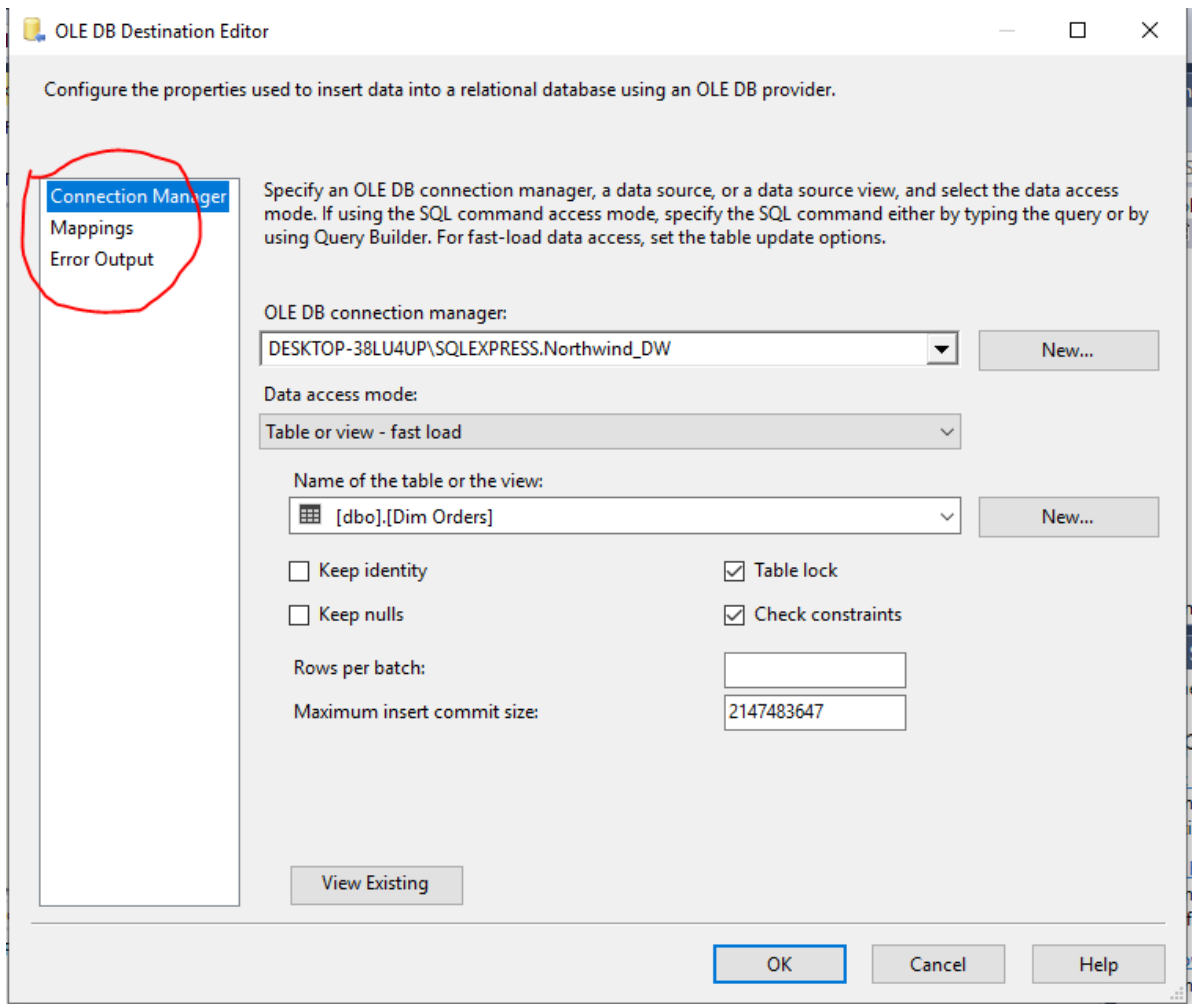 OLE DB Destination Editor
Configure the properties used to insert data into a relational database using an OLE DB provider.
Connection Manager
Mappings
Error Output
Specify an OLE DB connection manager, a data source, or a data source view, and select the data access
mode. If using the SQL command access mode, specify the SQL command either by typing the query or by
using Query Builder. For fast-load data access, set the table update options.
OLE DB connection manager:
DESKTOP-38LU4UP\SQLEXPRESS.Northwind_DW
New...
Data access mode:
Table or view - fast load
Name of the table or the view:
[dbo].[Dim Orders]
New...
Keep identity
Table lock
Keep nulls
Check constraints
Rows per batch:
Maximum insert commit size:
2147483647
View Existing
OK
Cancel
Help